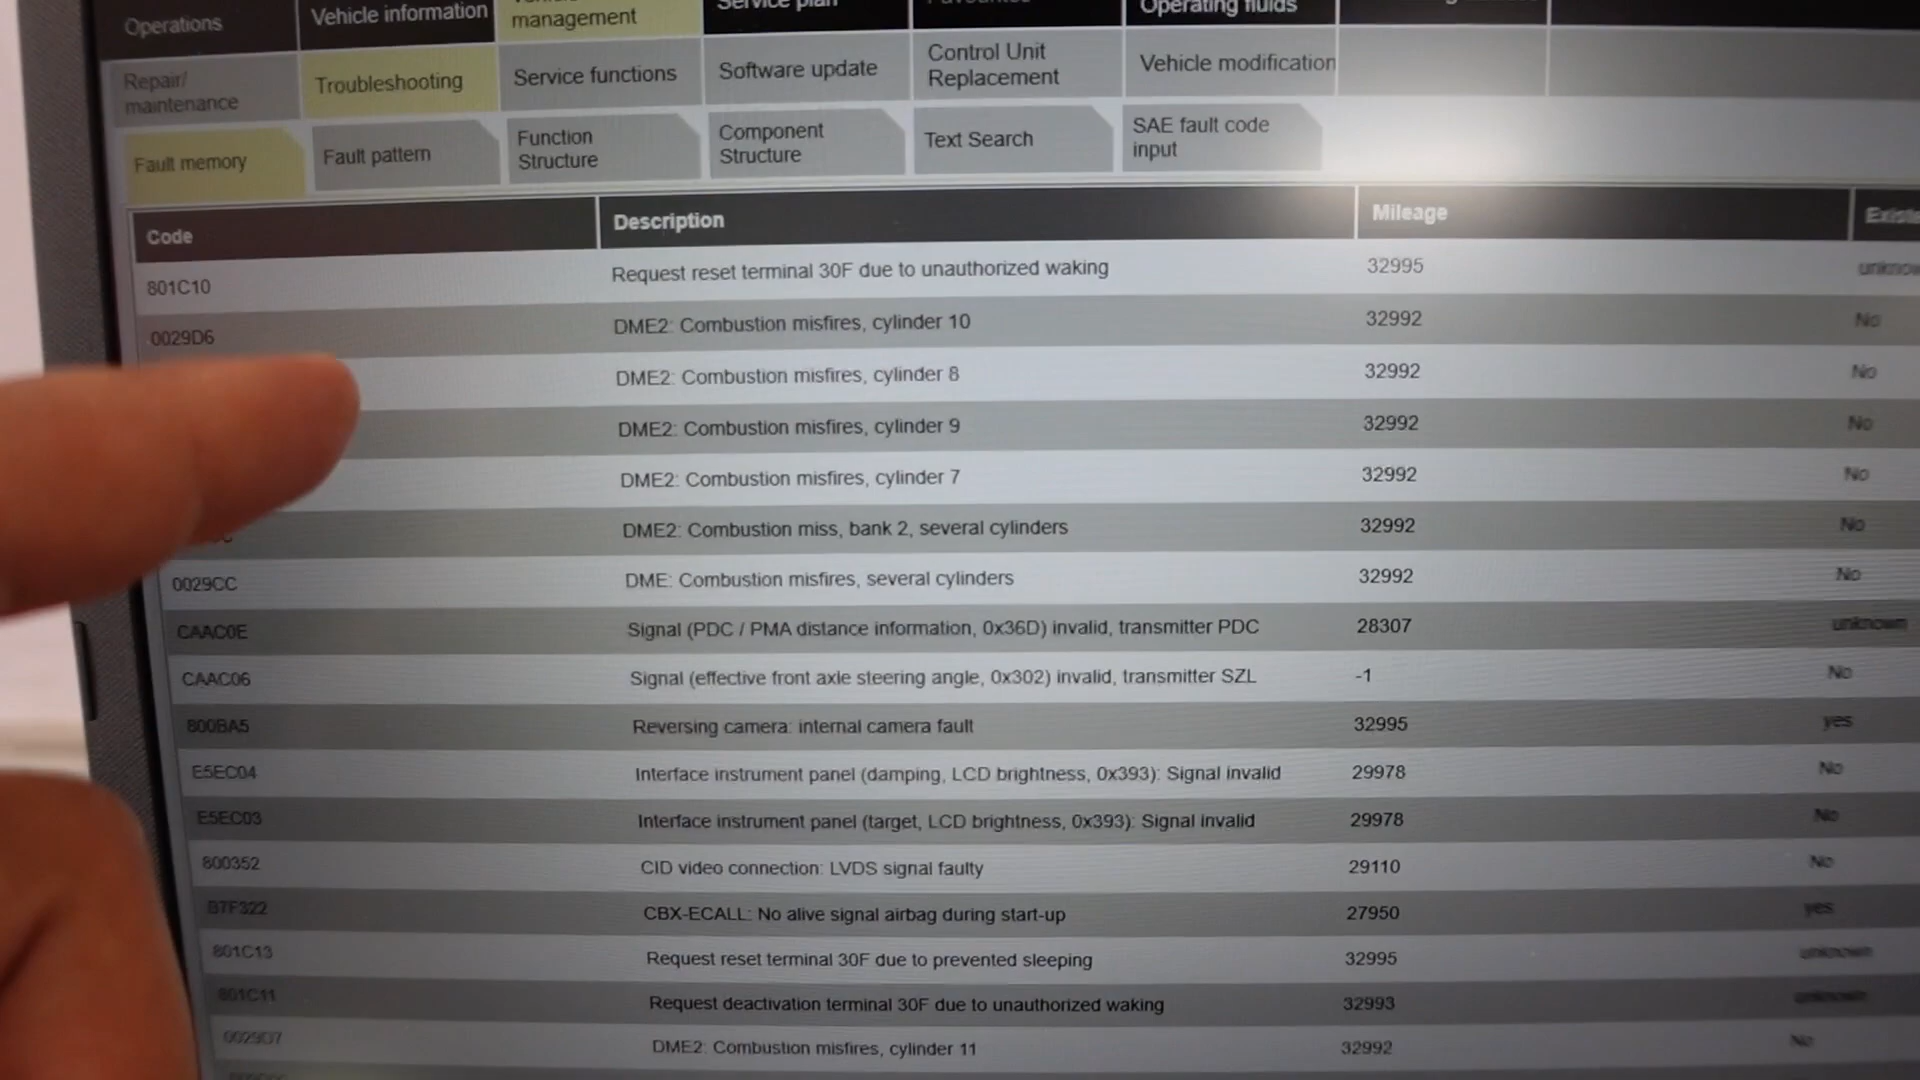 Operations
Vehicle information
management
Operating fluids
Repair/
maintenance
Troubleshooting
Service functions
Software update
Control Unit
Replacement
Vehicle modification
Fault memory
Fault pattern
Function
Structure
Component
Structure
Text Search
SAE fault code
input
Code Description Mileage
801C10 Request reset terminal 30F due to unauthorized waking 32995 unknow
0029D6 DME2: Combustion misfires, cylinder 10 32992 No
DME2: Combustion misfires, cylinder 8 32992 No
DME2: Combustion misfires, cylinder 9 32992 No
DME2: Combustion misfires, cylinder 7 32992 No
DME2: Combustion miss, bank 2, several cylinders 32992 No
0029CC DME: Combustion misfires, several cylinders 32992 No
CAAC0E Signal (PDC / PMA distance information, 0x36D) invalid, transmitter PDC 28307 unknown
CAAC06 Signal (effective front axle steering angle, 0x302) invalid, transmitter SZL -1 No
800BA5 Reversing camera: internal camera fault 32995 yes
E5EC04 Interface instrument panel (damping, LCD brightness, 0x393): Signal invalid 29978 No
E5EC03 Interface instrument panel (target, LCD brightness, 0x393): Signal invalid 29978 No
800352 CID video connection: LVDS signal faulty 29110 No
B7F322 CBX-ECALL: No alive signal airbag during start-up 27950 yes
801C13 Request reset terminal 30F due to prevented sleeping 32995 unknown
801C11 Request deactivation terminal 30F due to unauthorized waking 32993 unknown
0029D7 DME2: Combustion misfires, cylinder 11 32992 No